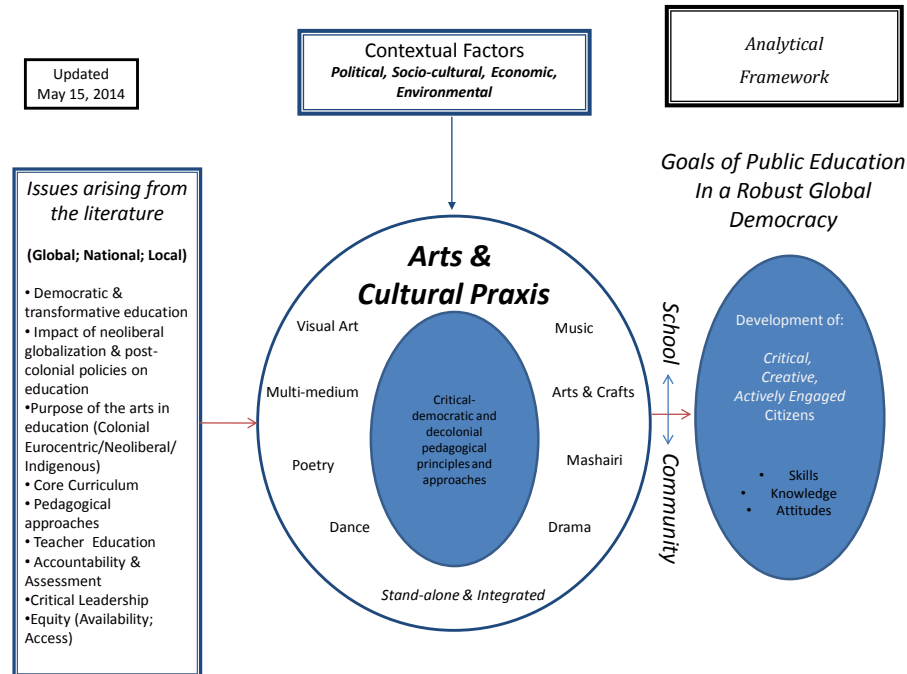 Updated
May 15, 2014
Contextual Factors
Political, Socio-cultural, Economic,
Environmental
Analytical
Framework
Issues arising from
the literature
(Global; National; Local)
• Democratic &
transformative education
• Impact of neoliberal
globalization & post-
colonial policies on
education
•Purpose of the arts in
education (Colonial
Eurocentric/Neoliberal/
Indigenous)
• Core Curriculum
• Pedagogical
approaches
• Teacher Education
• Accountability &
Assessment
•Critical Leadership
•Equity (Availability;
Access)
Arts &
Cultural Praxis
Visual Art
Music
Multi-medium
Arts & Crafts
Poetry
Mashairi
Dance
Drama
Critical-
democratic and
decolonial
pedagogical
principles and
approaches
Stand-alone & Integrated
School
Community
Goals of Public Education
In a Robust Global
Democracy
Development of:
Critical,
Creative,
Actively Engaged
Citizens
• Skills
• Knowledge
• Attitudes